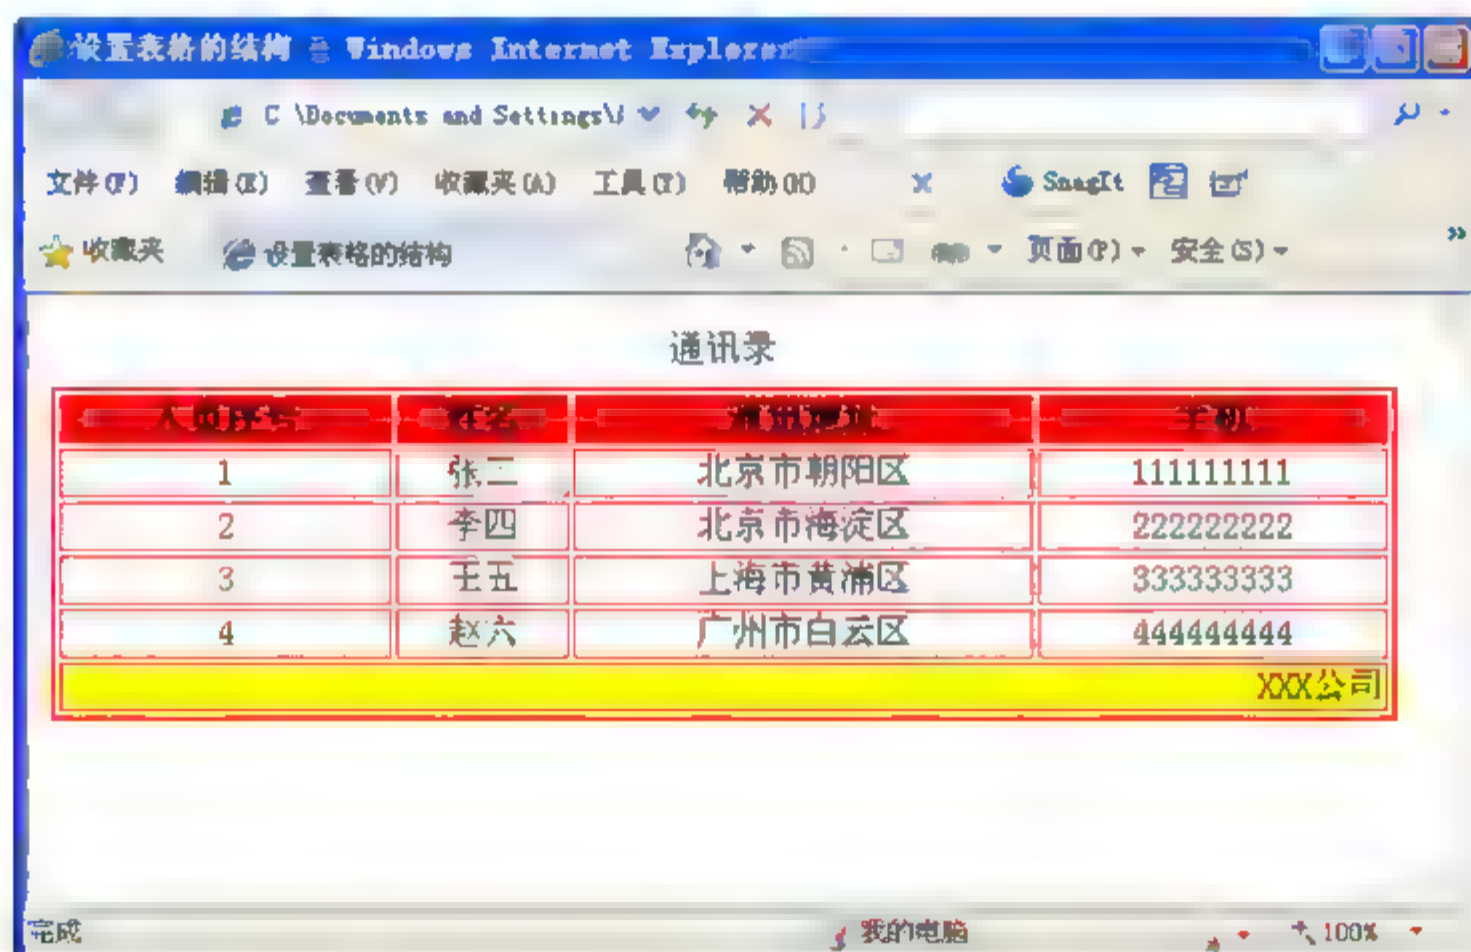 设置表格的结构 - Windows Internet Explorer
C \Documents and Settings\
文件(F) 编辑(E) 查看(V) 收藏夹(A) 工具(T) 帮助(H) SnagIt
收藏夹 设置表格的结构 页面(P) 安全(S) »
通讯录
姓名
1 张二 北京市朝阳区 111111111
2 李四 北京市海淀区 222222222
3 王五 上海市黄浦区 333333333
4 赵六 广州市白云区 444444444
XXX公司
完成 我的电脑 100%